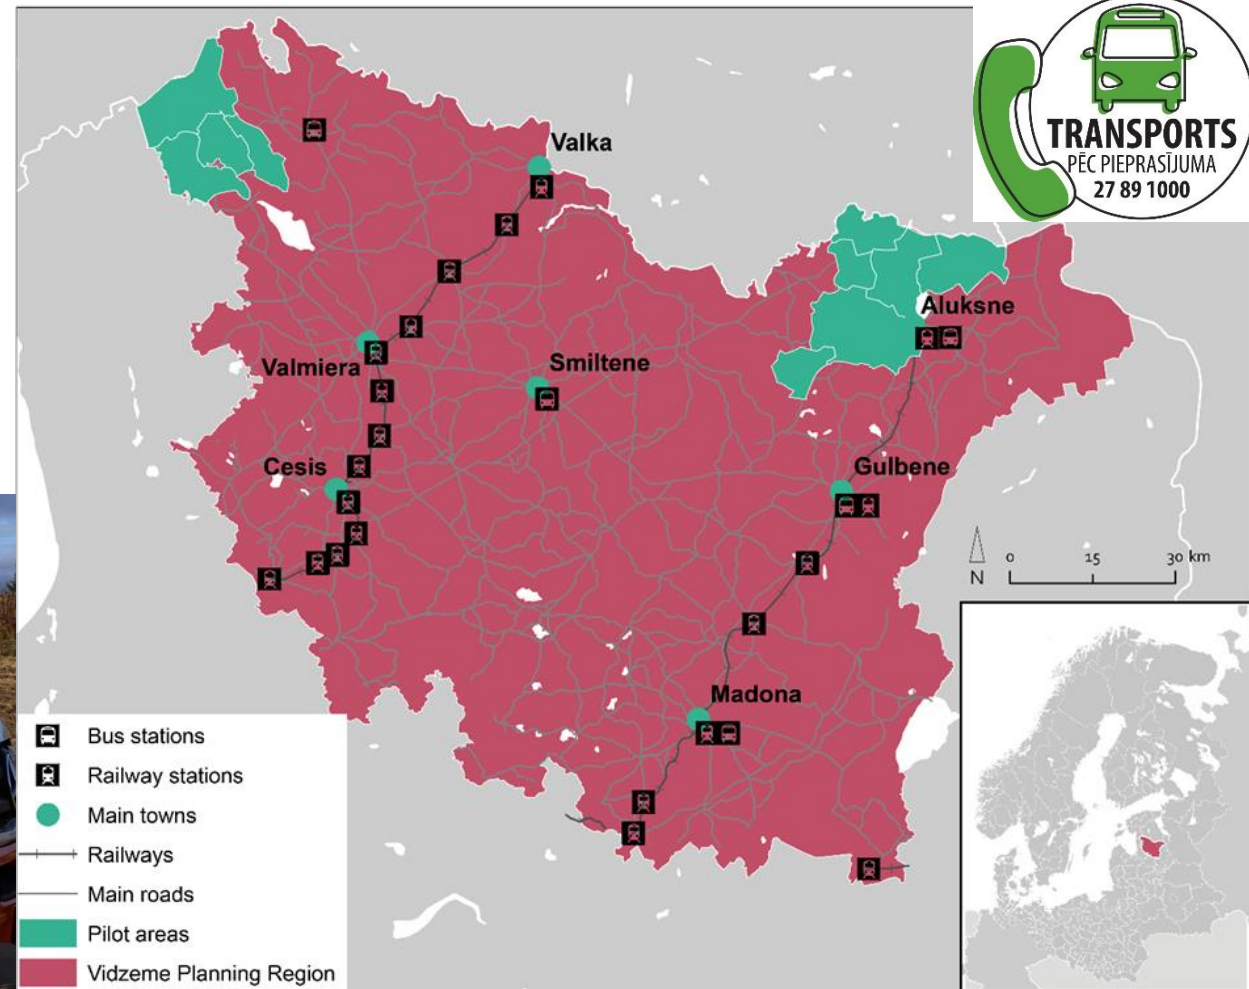 TRANSPORTS
PĒC PIEPRASĪJUMA
27 89 1000
Valka
Aluksne
Valmiera
Smiltene
Cesis
Gulbene
N
0 15 30 km
Madona
Bus stations
Railway stations
Main towns
Railways
Main roads
Pilot areas
Vidzeme Planning Region